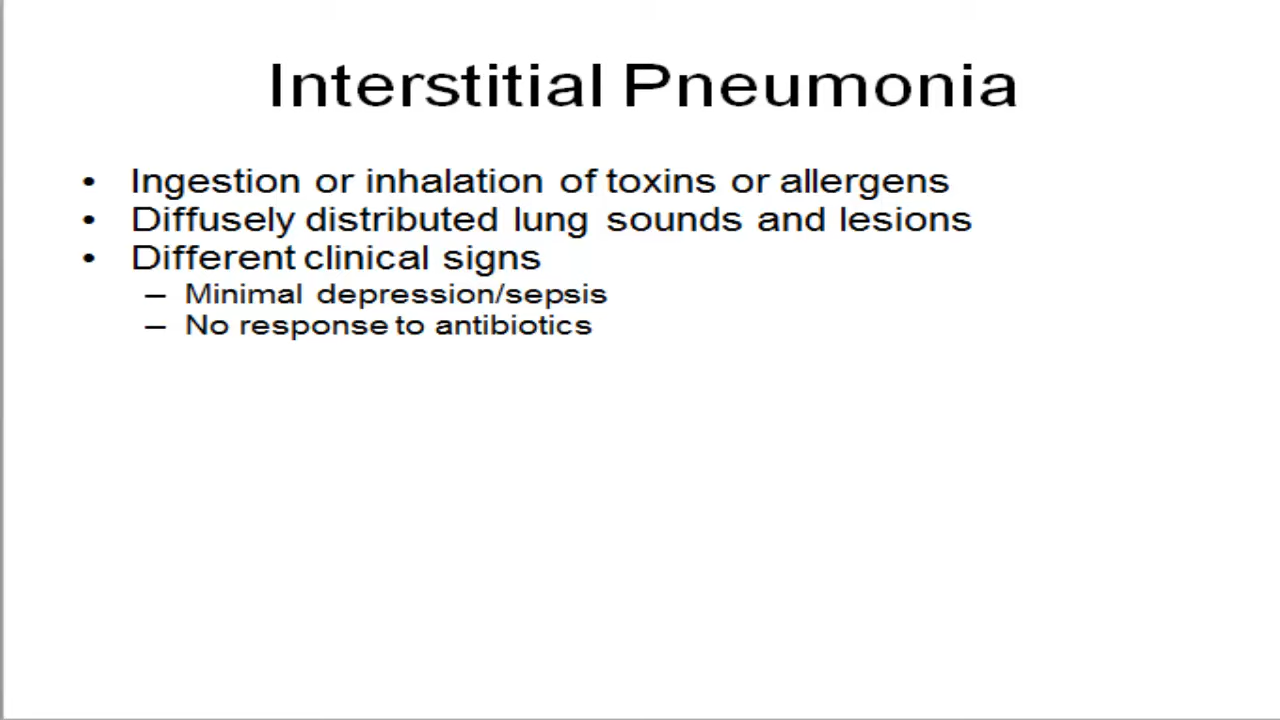 Interstitial Pneumonia
• Ingestion or inhalation of toxins or allergens
• Diffusely distributed lung sounds and lesions
• Different clinical signs
– Minimal depression/sepsis
– No response to antibiotics